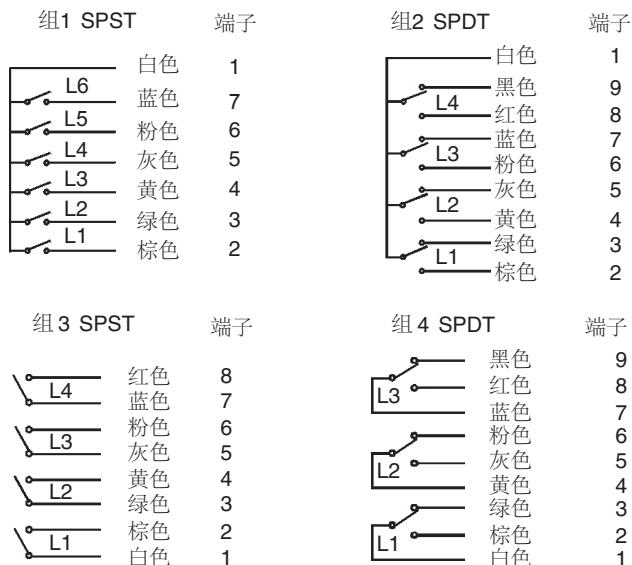 组1 SPST 端子
白色 1
L6 蓝色 7
L5 粉色 6
L4 灰色 5
L3 黄色 4
L2 绿色 3
L1 棕色 2
组2 SPDT 端子
白色 1
黑色 9
L4 红色 8
蓝色 7
L3 粉色 6
灰色 5
L2 黄色 4
绿色 3
L1 棕色 2
组 3 SPST 端子
红色 8
L4 蓝色 7
粉色 6
L3 灰色 5
黄色 4
L2 绿色 3
棕色 2
L1 白色 1
组 4 SPDT 端子
黑色 9
L3 红色 8
蓝色 7
粉色 6
L2 灰色 5
黄色 4
绿色 3
L1 棕色 2
白色 1